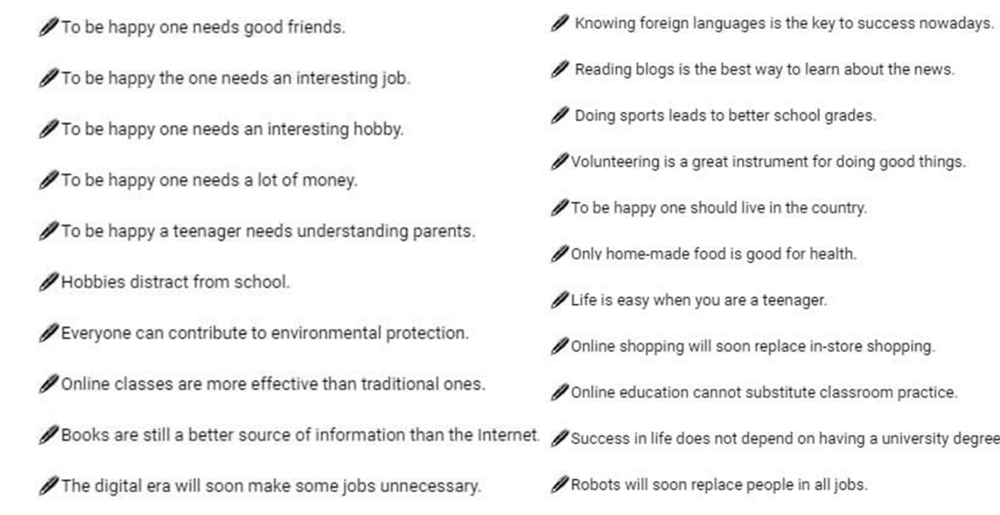 To be happy one needs good friends.
To be happy the one needs an interesting job.
To be happy one needs an interesting hobby.
To be happy one needs a lot of money.
To be happy a teenager needs understanding parents.
Hobbies distract from school.
Everyone can contribute to environmental protection.
Online classes are more effective than traditional ones.
Books are still a better source of information than the Internet.
The digital era will soon make some jobs unnecessary.
Knowing foreign languages is the key to success nowadays.
Reading blogs is the best way to learn about the news.
Doing sports leads to better school grades.
Volunteering is a great instrument for doing good things.
To be happy one should live in the country.
Only home-made food is good for health.
Life is easy when you are a teenager.
Online shopping will soon replace in-store shopping.
Online education cannot substitute classroom practice.
Success in life does not depend on having a university degree
Robots will soon replace people in all jobs.